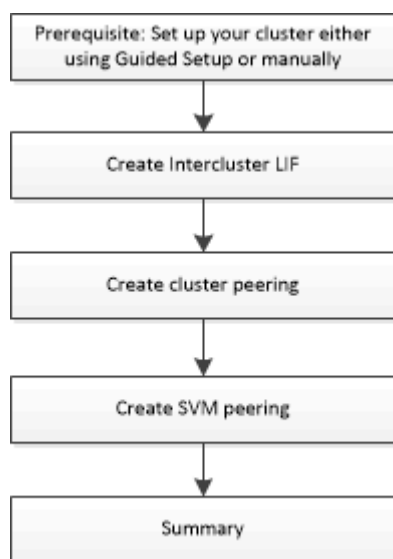 Prerequisite: Set up your cluster either
using Guided Setup or manually
Create Intercluster LIF
Create cluster peering
Create SVM peering
Summary